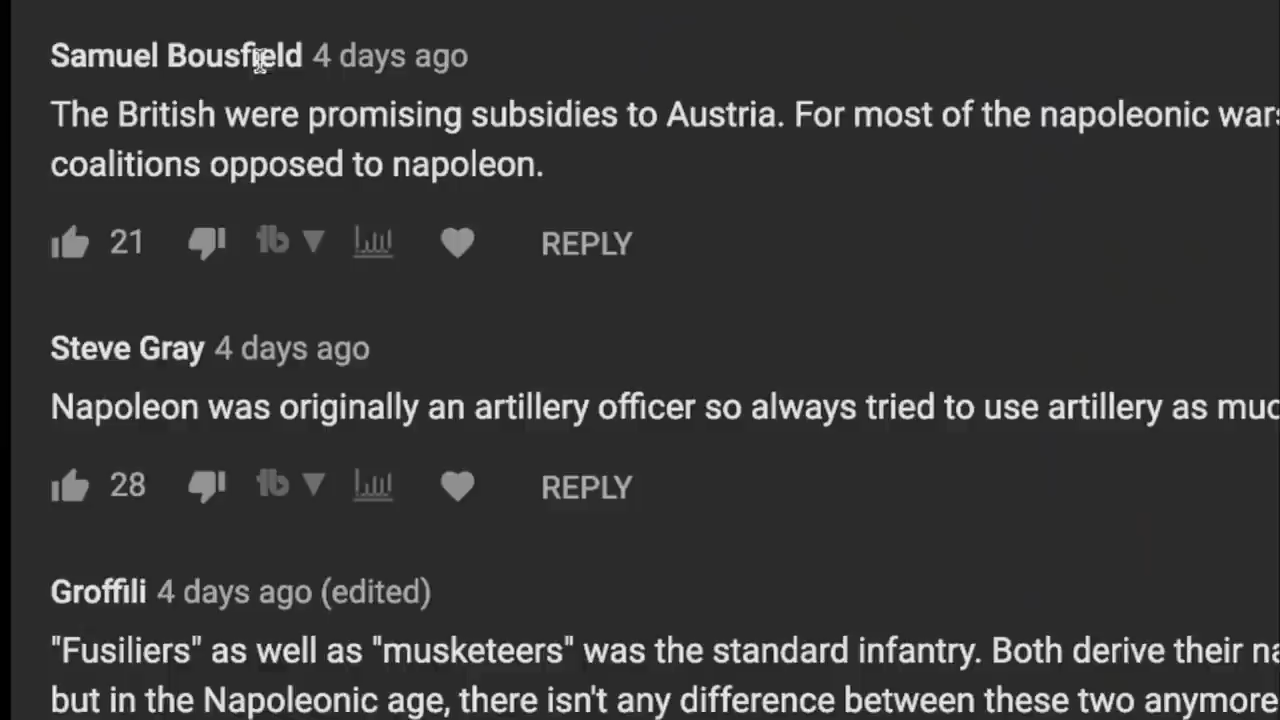 Samuel Bousfield 4 days ago
The British were promising subsidies to Austria. For most of the napoleonic wars
coalitions opposed to napoleon.
21 REPLY
Steve Gray 4 days ago
Napoleon was originally an artillery officer so always tried to use artillery as
28 REPLY
Groffili 4 days ago (edited)
"Fusiliers" as well as "musketeers" was the standard infantry. Both derive their
but in the Napoleonic age, there isn't any difference between these two anymore